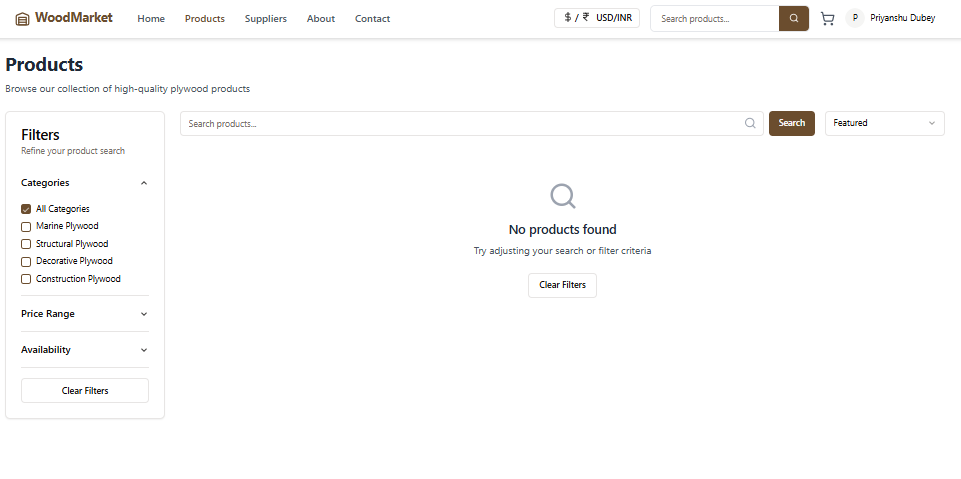 WoodMarket Home Products Suppliers About Contact $ / ₹ USD/INR Search products... P Priyanshu Dubey
Products
Browse our collection of high-quality plywood products
Filters
Refine your product search
Categories
All Categories
Marine Plywood
Structural Plywood
Decorative Plywood
Construction Plywood
Price Range
Availability
Clear Filters
Search products... Search Featured
No products found
Try adjusting your search or filter criteria
Clear Filters